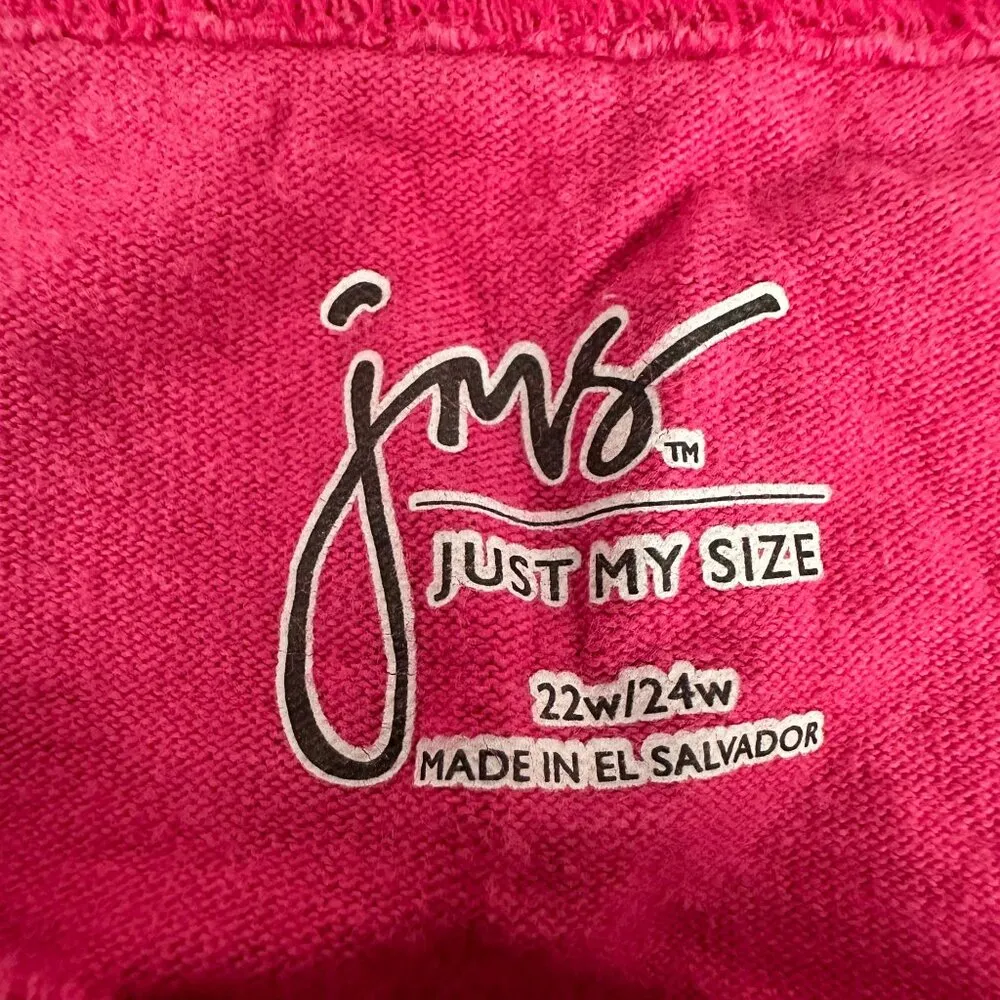 jms™
JUST MY SIZE
22w/24w
MADE IN EL SALVADOR